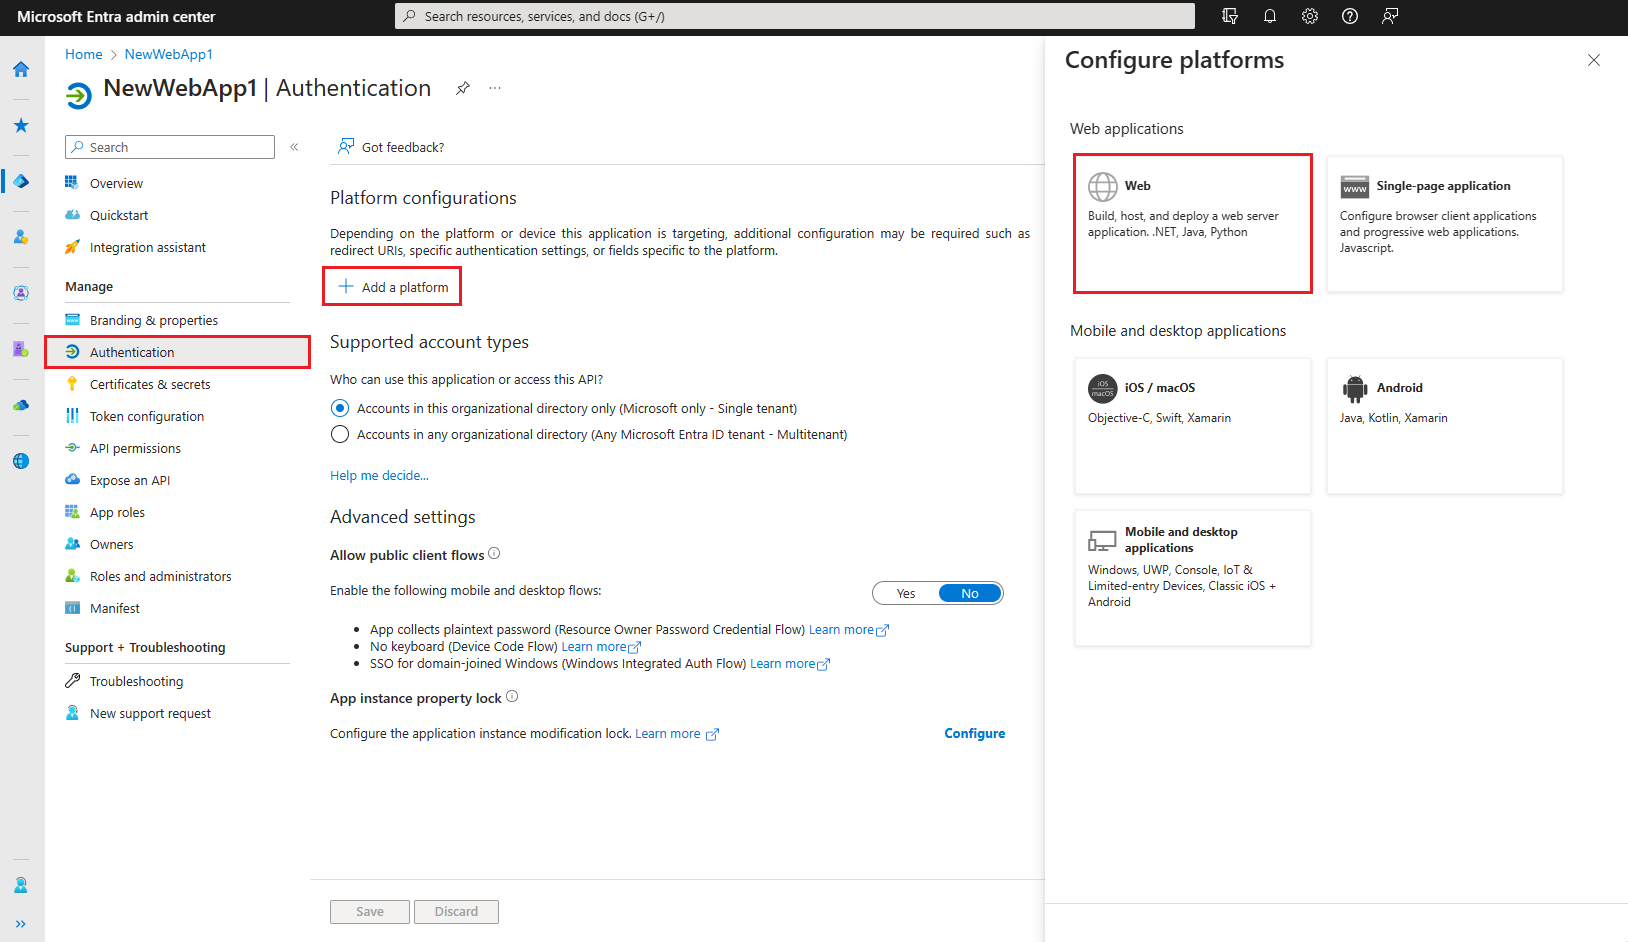 Microsoft Entra admin center
Search resources, services, and docs (G+/)
Home > NewWebApp1
NewWebApp1 | Authentication
Search
Got feedback?
Overview
Quickstart
Integration assistant
Manage
Branding & properties
Authentication
Certificates & secrets
Token configuration
API permissions
Expose an API
App roles
Owners
Roles and administrators
Manifest
Support + Troubleshooting
Troubleshooting
New support request
Platform configurations
Depending on the platform or device this application is targeting, additional configuration may be required such as
redirect URIs, specific authentication settings, or fields specific to the platform.
Add a platform
Supported account types
Who can use this application or access this API?
Accounts in this organizational directory only (Microsoft only - Single tenant)
Accounts in any organizational directory (Any Microsoft Entra ID tenant - Multitenant)
Help me decide...
Advanced settings
Allow public client flows
Enable the following mobile and desktop flows:
Yes No
• App collects plaintext password (Resource Owner Password Credential Flow) Learn more
• No keyboard (Device Code Flow) Learn more
• SSO for domain-joined Windows (Windows Integrated Auth Flow) Learn more
App instance property lock
Configure the application instance modification lock. Learn more
Configure
Save
Discard
Configure platforms
Web applications
Web
Build, host, and deploy a web server
application. .NET, Java, Python
www
Single-page application
Configure browser client applications
and progressive web applications.
Javascript.
Mobile and desktop applications
iOS
macOS
iOS / macOS
Objective-C, Swift, Xamarin
Android
Java, Kotlin, Xamarin
Mobile and desktop
applications
Windows, UWP, Console, IoT &
Limited-entry Devices, Classic iOS +
Android